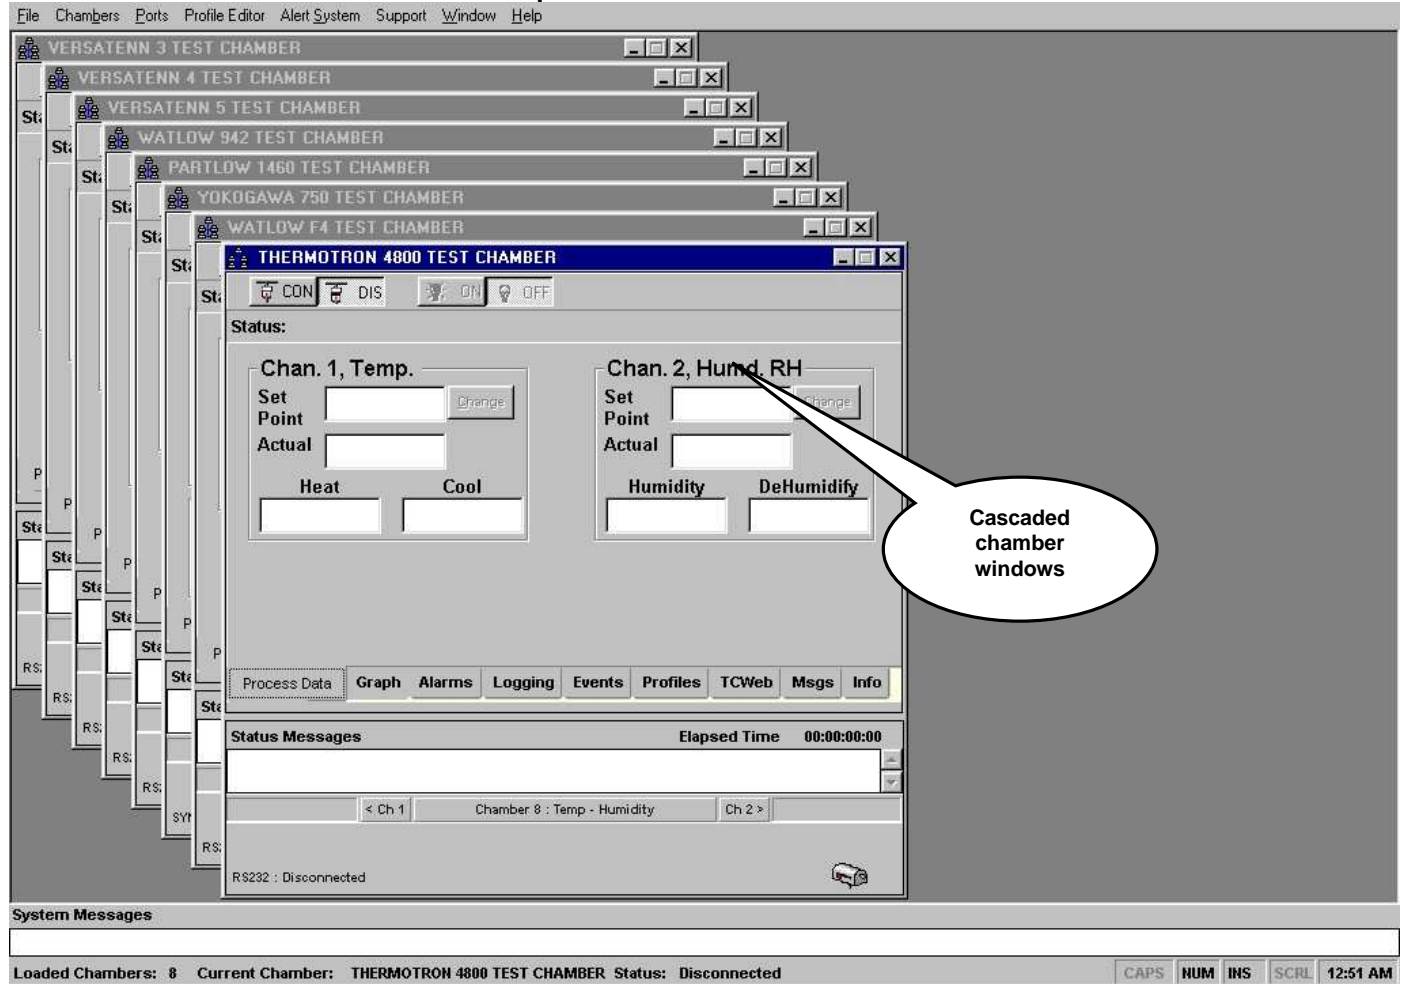 File Chambers Ports Profile Editor Alert System Support Window Help
VERSATENN 3 TEST CHAMBER
VERSATENN 4 TEST CHAMBER
VERSATENN 5 TEST CHAMBER
WATLOW 942 TEST CHAMBER
PARTLOW 1460 TEST CHAMBER
YOKOGAWA 750 TEST CHAMBER
WATLOW F4 TEST CHAMBER
THERMOTRON 4800 TEST CHAMBER
CON DIS ON OFF
Status:
Chan. 1, Temp.
Set
Point
Change
Actual
Heat Cool
Chan. 2, Humd. RH
Set
Point
Change
Actual
Humidity DeHumidify
Cascaded
chamber
windows
Process Data Graph Alarms Logging Events Profiles TCWeb Msgs Info
Status Messages Elapsed Time 00:00:00:00
< Ch 1 Chamber 8 : Temp - Humidity Ch 2 >
RS232 : Disconnected
System Messages
Loaded Chambers: 8 Current Chamber: THERMOTRON 4800 TEST CHAMBER Status: Disconnected CAPS NUM INS SCRL 12:51 AM